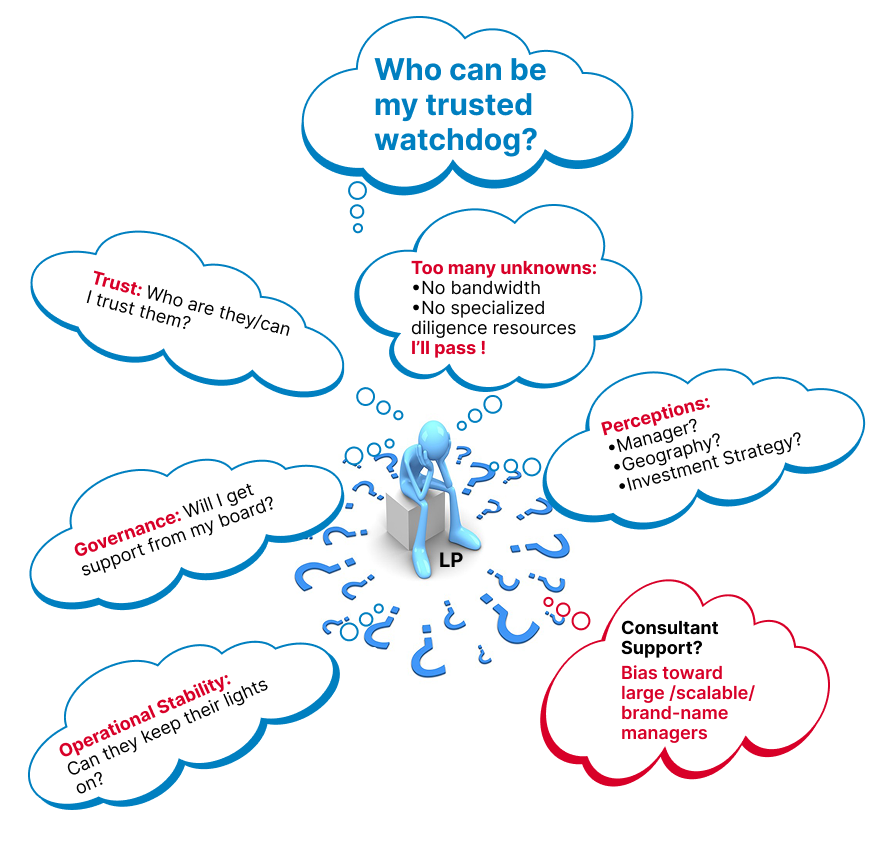 Who can be
my trusted
watchdog?
Trust: Who are they/can
I trust them?
Too many unknowns:
•No bandwidth
•No specialized
diligence resources
I'll pass !
Perceptions:
•Manager?
•Geography?
•Investment Strategy?
Governance: Will I get
support from my board?
LP
Operational Stability:
Can they keep their lights
on?
Consultant
Support?
Bias toward
large /scalable/
brand-name
managers